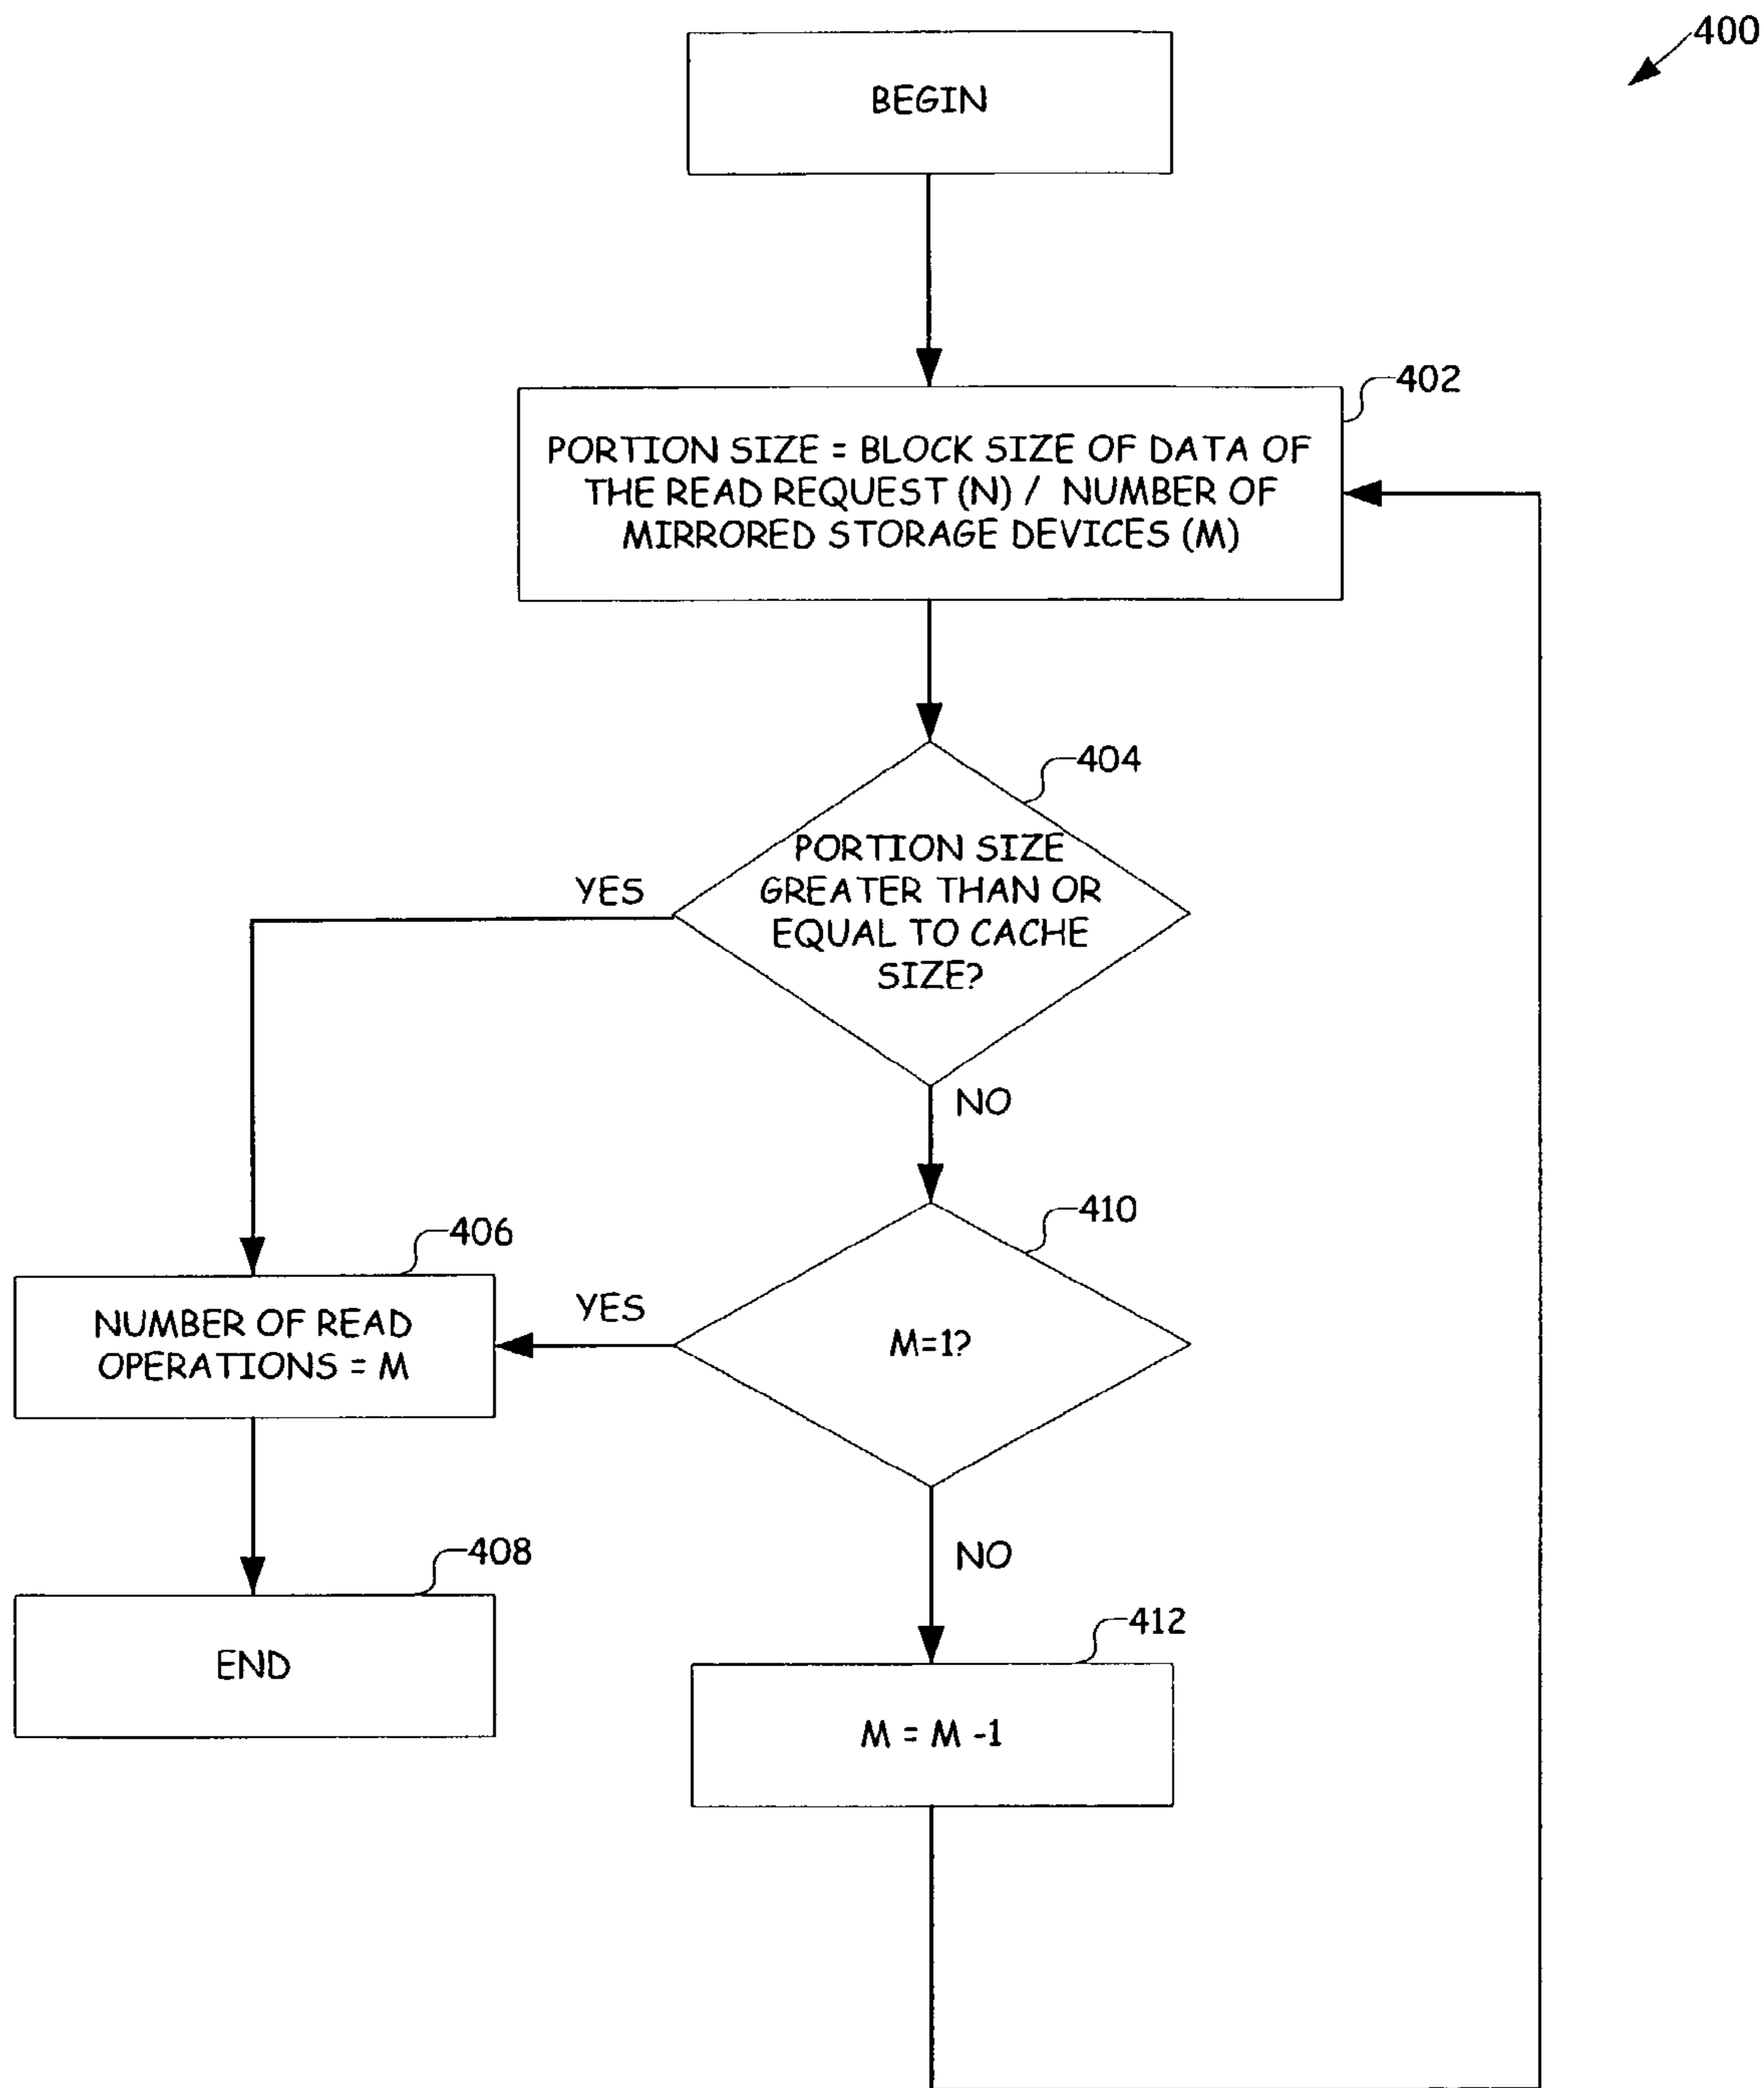 400
BEGIN
402
PORTION SIZE = BLOCK SIZE OF DATA OF
THE READ REQUEST (N) / NUMBER OF
MIRRORED STORAGE DEVICES (M)
404
PORTION SIZE
GREATER THAN OR
EQUAL TO CACHE
SIZE?
YES
NO
410
406
NUMBER OF READ
OPERATIONS = M
YES
M=1?
NO
408
END
412
M = M -1